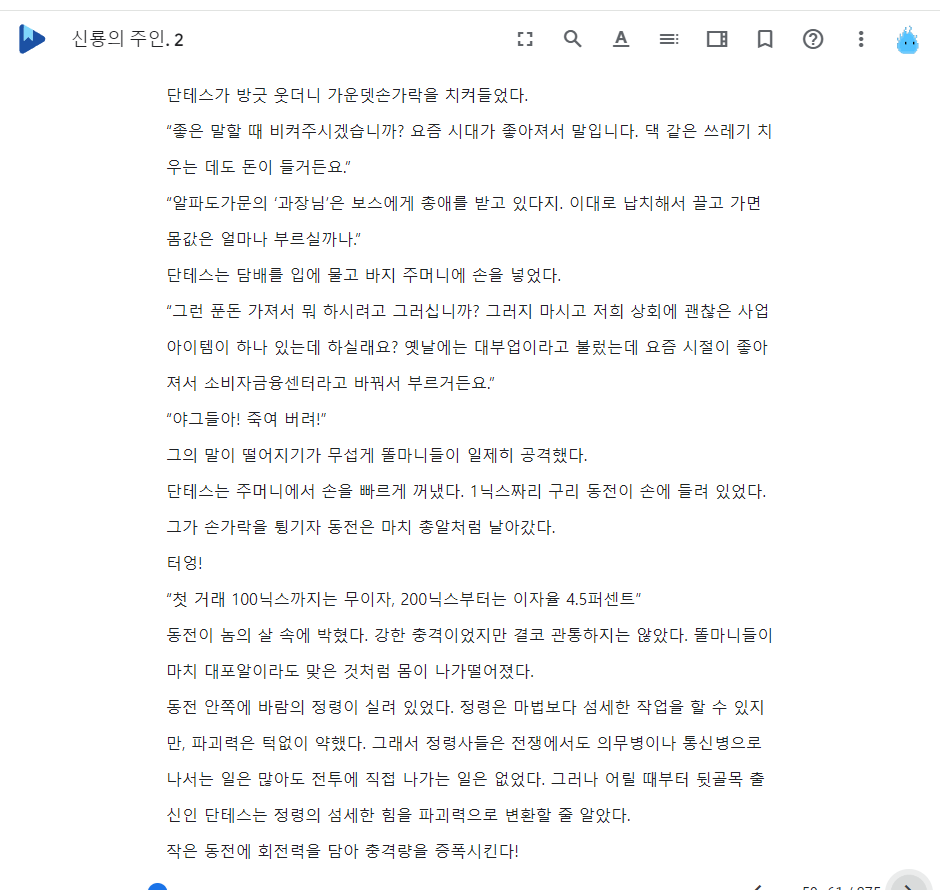 신룡의 주인. 2
단테스가 방긋 웃더니 가운뎃손가락을 치켜들었다.
“좋은 말할 때 비켜주시겠습니까? 요즘 시대가 좋아져서 말입니다. 댁 같은 쓰레기 치
우는 데도 돈이 들거든요.”
“알파도가문의 ‘과장님’은 보스에게 총애를 받고 있다지. 이대로 납치해서 끌고 가면
몸값은 얼마나 부르실까나.”
단테스는 담배를 입에 물고 바지 주머니에 손을 넣었다.
“그런 푼돈 가져서 뭐 하시려고 그러십니까? 그러지 마시고 저희 상회에 괜찮은 사업
아이템이 하나 있는데 하실래요? 옛날에는 대부업이라고 불렀는데 요즘 시절이 좋아
져서 소비자금융센터라고 바꿔서 부르거든요.”
“야그들아! 죽여 버려!”
그의 말이 떨어지기가 무섭게 똘마니들이 일제히 공격했다.
단테스는 주머니에서 손을 빠르게 꺼냈다. 1닉스짜리 구리 동전이 손에 들려 있었다.
그가 손가락을 튕기자 동전은 마치 총알처럼 날아갔다.
터엉!
“첫 거래 100닉스까지는 무이자, 200닉스부터는 이자율 4.5퍼센트”
동전이 놈의 살 속에 박혔다. 강한 충격이었지만 결코 관통하지는 않았다. 똘마니들이
마치 대포알이라도 맞은 것처럼 몸이 나가떨어졌다.
동전 안쪽에 바람의 정령이 실려 있었다. 정령은 마법보다 섬세한 작업을 할 수 있지
만, 파괴력은 턱없이 약했다. 그래서 정령사들은 전쟁에서도 의무병이나 통신병으로
나서는 일은 많아도 전투에 직접 나가는 일은 없었다. 그러나 어릴 때부터 뒷골목 출
신인 단테스는 정령의 섬세한 힘을 파괴력으로 변환할 줄 알았다.
작은 동전에 회전력을 담아 충격량을 증폭시킨다!